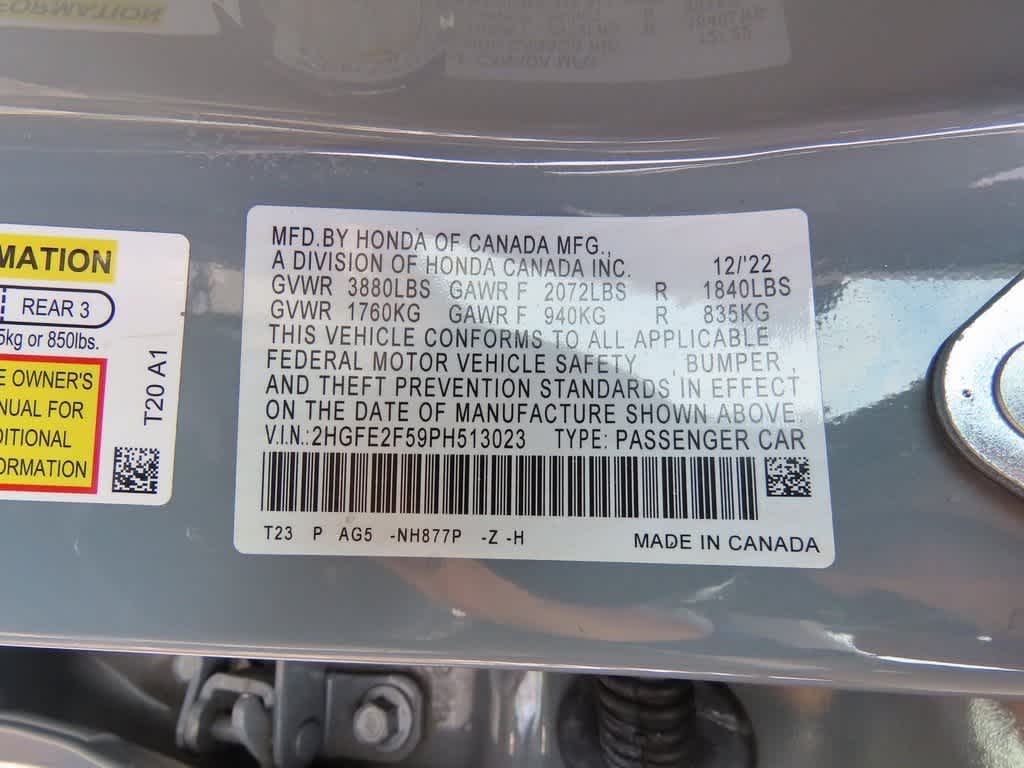 MATION
REAR 3
5kg or 850lbs.
E OWNER'S
NUAL FOR
DITIONAL
ORMATION
T20 A1
MFD.BY HONDA OF CANADA MFG.,
A DIVISION OF HONDA CANADA INC. 12/'22
GVWR 3880LBS GAWR F 2072LBS R 1840LBS
GVWR 1760KG GAWR F 940KG R 835KG
THIS VEHICLE CONFORMS TO ALL APPLICABLE
FEDERAL MOTOR VEHICLE SAFETY , BUMPER ,
AND THEFT PREVENTION STANDARDS IN EFFECT
ON THE DATE OF MANUFACTURE SHOWN ABOVE.
V.I.N.:2HGFE2F59PH513023 TYPE: PASSENGER CAR
T23 P AG5 -NH877P -Z -H MADE IN CANADA